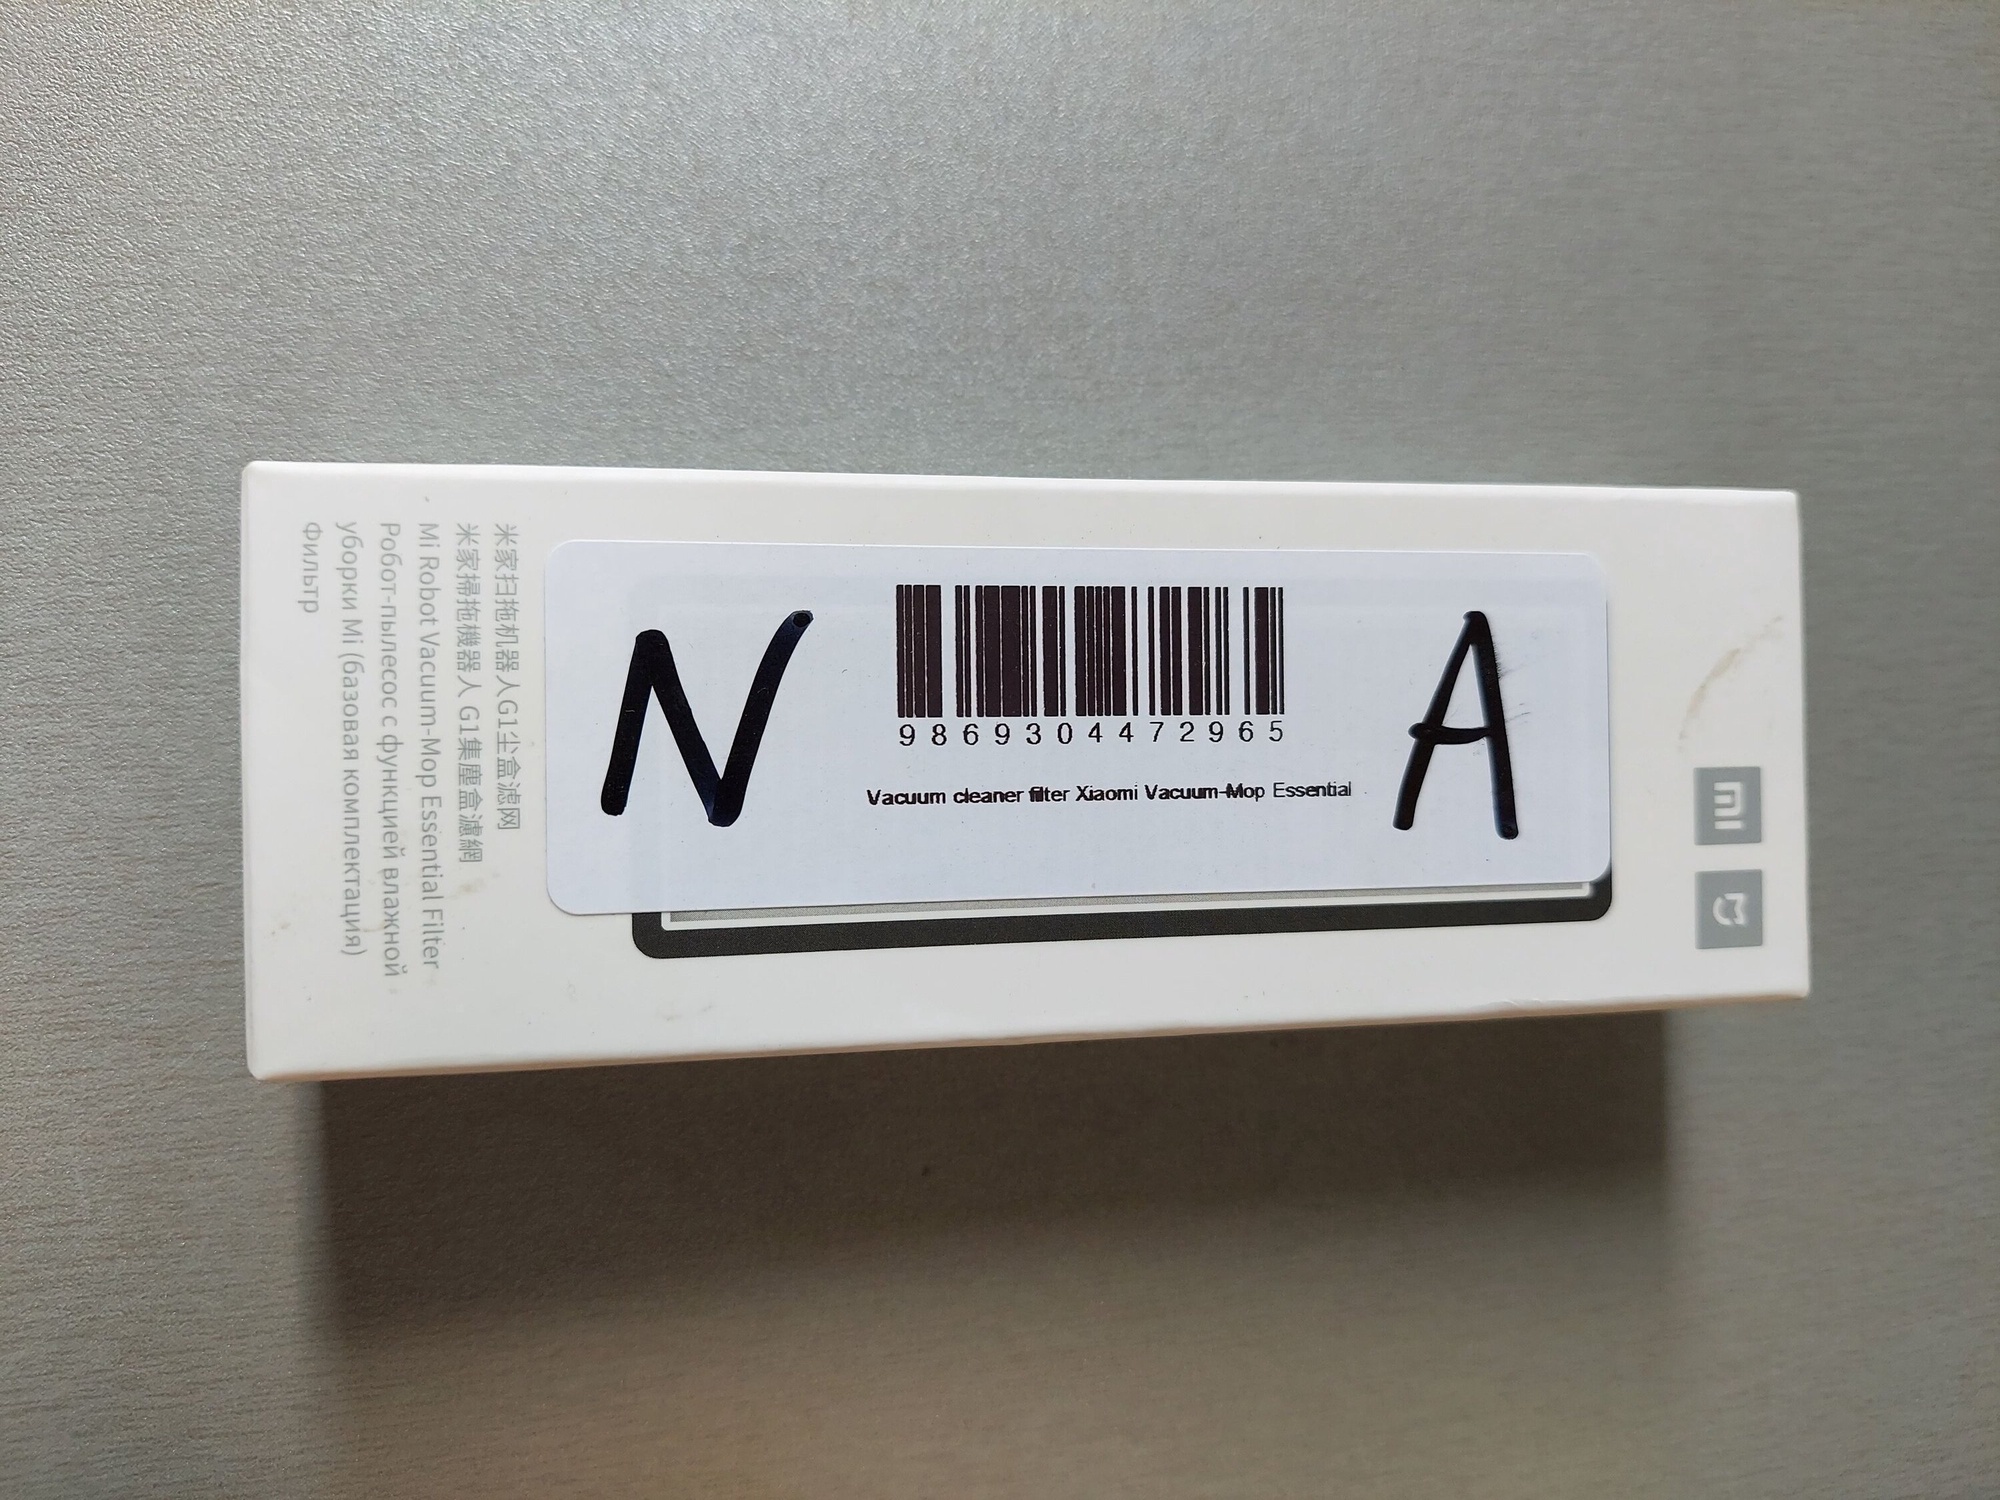 N
A
9869304472965
Vacuum cleaner filter Xiaomi Vacuum-Mop Essential
米家扫拖机器人G1尘盒滤网
米家掃拖機器人 G1集塵盒濾網
Mi Robot Vacuum-Mop Essential Filter
Робот-пылесос с функцией влажной
уборки Mi (базовая комплектация)
Фильтр
mi